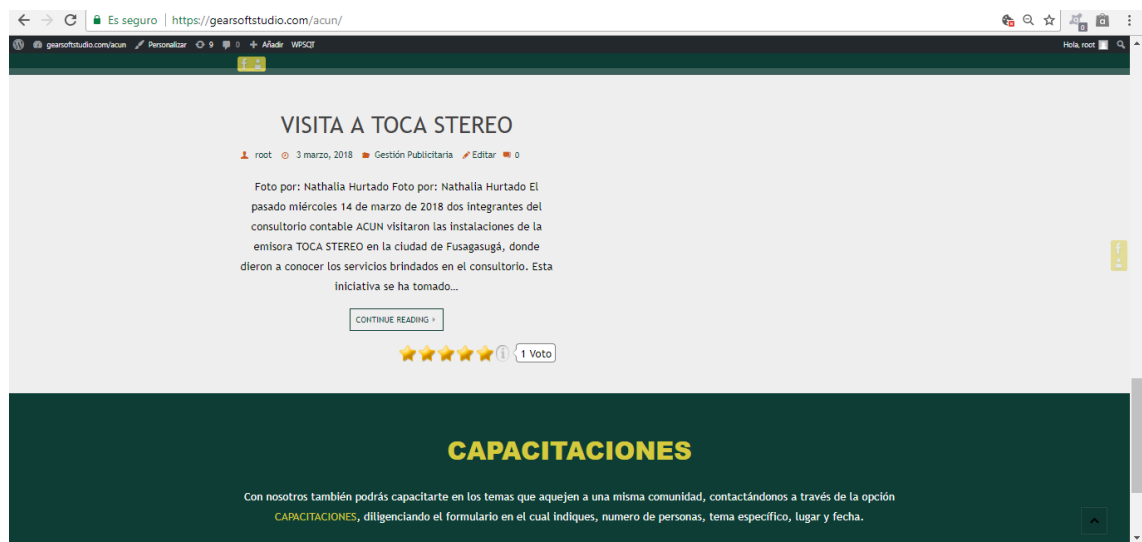 Es seguro | https://gearsoftstudio.com/acun/
gearsoftstudio.com/acun Personalizar 9 0 + Añadir WPSQT Hola, root
VISITA A TOCA STEREO
root 3 marzo, 2018 Gestión Publicitaria Editar 0
Foto por: Nathalia Hurtado Foto por: Nathalia Hurtado El
pasado miércoles 14 de marzo de 2018 dos integrantes del
consultorio contable ACUN visitaron las instalaciones de la
emisora TOCA STEREO en la ciudad de Fusagasugá, donde
dieron a conocer los servicios brindados en el consultorio. Esta
iniciativa se ha tomado...
CONTINUE READING ›
1 Voto
CAPACITACIONES
Con nosotros también podrás capacitarte en los temas que aquejen a una misma comunidad, contactándonos a través de la opción
CAPACITACIONES, diligenciando el formulario en el cual indiques, numero de personas, tema específico, lugar y fecha.